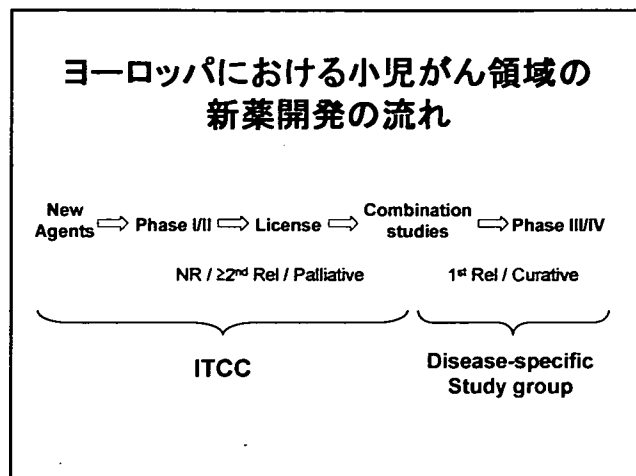 ヨーロッパにおける小児がん領域の
新薬開発の流れ
New Agents ⇨ Phase I/II ⇨ License ⇨ Combination studies ⇨ Phase III/IV
NR / ≥2nd Rel / Palliative
1st Rel / Curative
ITCC
Disease-specific
Study group